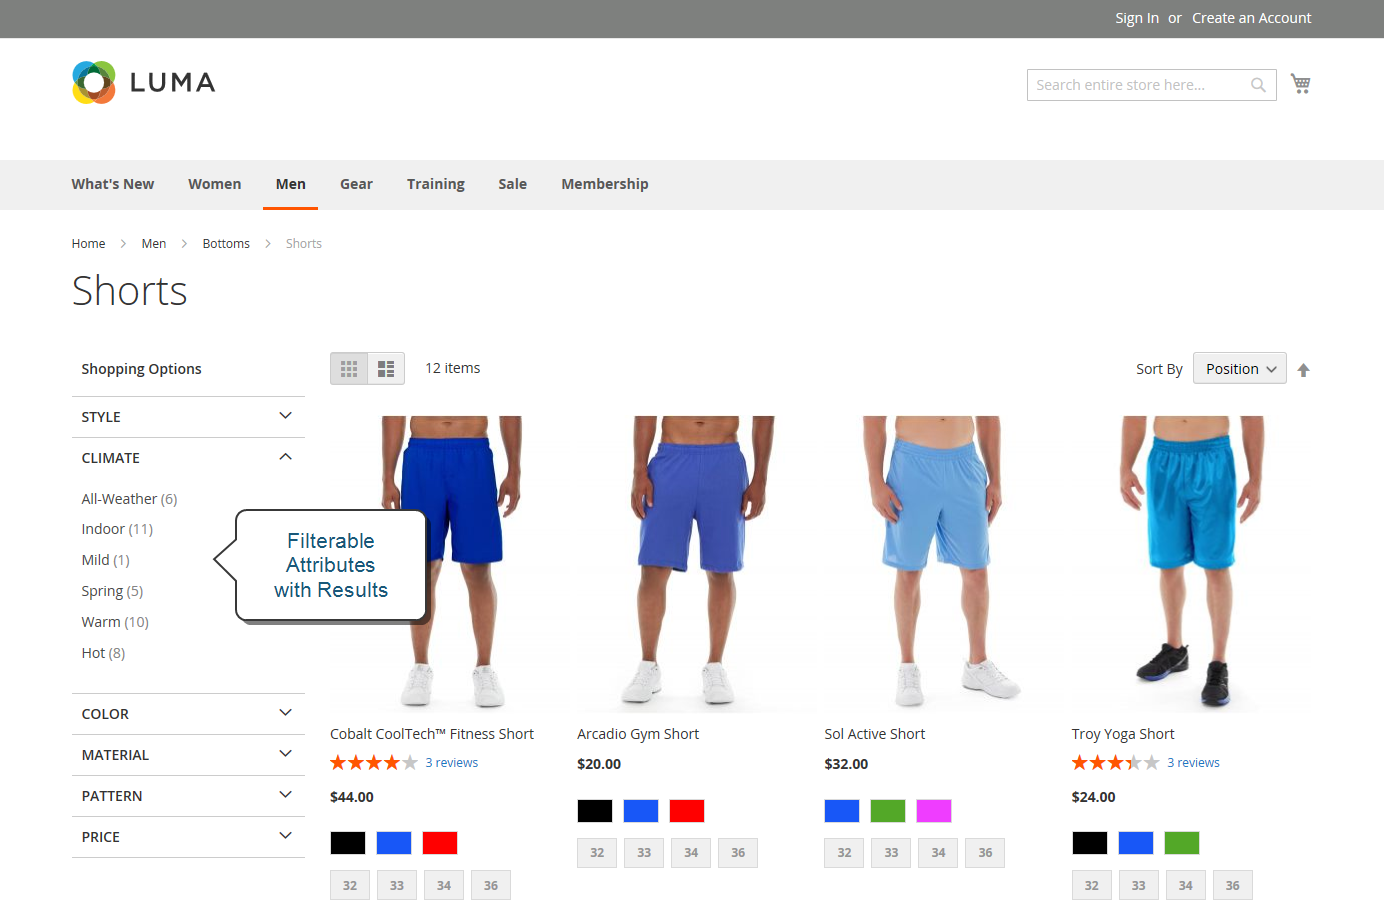 Sign In or Create an Account
LUMA
Search entire store here...
What's New Women Men Gear Training Sale Membership
Home > Men > Bottoms > Shorts
Shorts
Shopping Options
12 items
Sort By Position
STYLE
CLIMATE
All-Weather (6)
Indoor (11)
Mild (1)
Spring (5)
Warm (10)
Hot (8)
Filterable
Attributes
with Results
COLOR
MATERIAL
PATTERN
PRICE
Cobalt CoolTech™ Fitness Short
3 reviews
$44.00
32 33 34 36
Arcadio Gym Short
$20.00
32 33 34 36
Sol Active Short
$32.00
32 33 34 36
Troy Yoga Short
3 reviews
$24.00
32 33 34 36